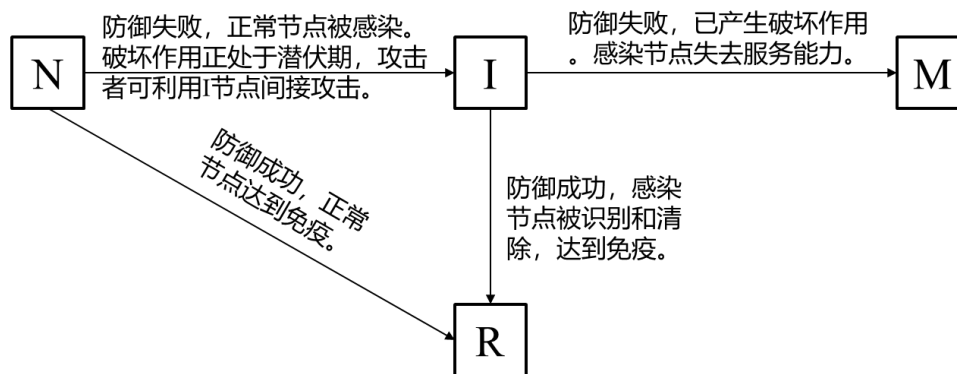 防御失败，正常节点被感染。
破坏作用正处于潜伏期，攻击
者可利用I节点间接攻击。
防御失败，已产生破坏作用
。感染节点失去服务能力。
N
I
M
防御成功，正常
节点达到免疫。
防御成功，感染
节点被识别和清
除，达到免疫。
R